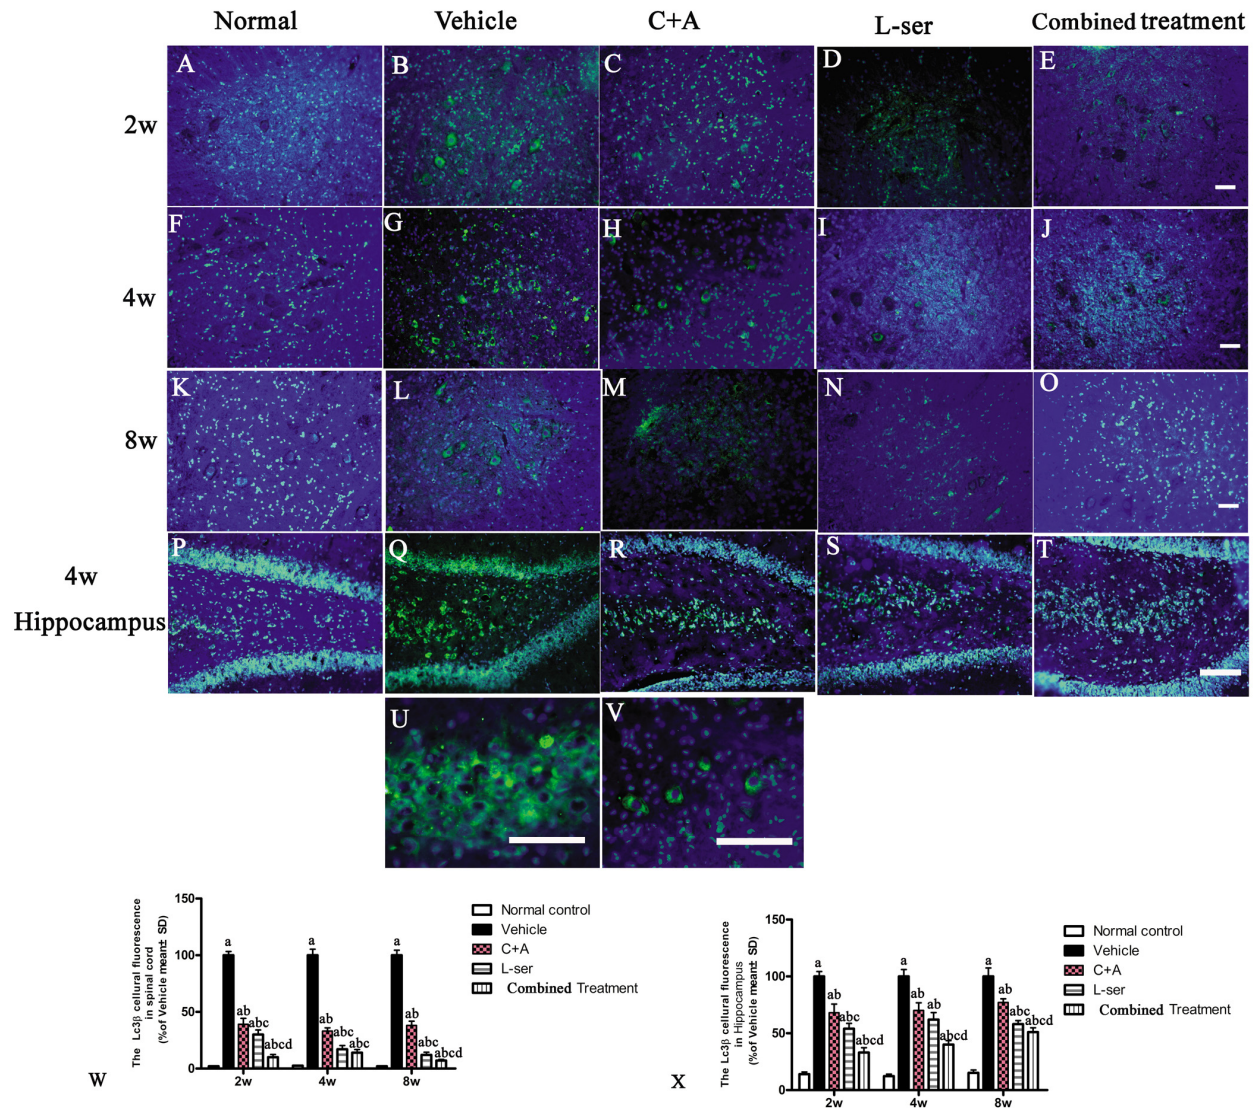 Normal Vehicle C+A L-ser Combined treatment
A B C D E
2w
F G H I J
4w
K L M N O
8w
P Q R S T
4w
Hippocampus
U V
The Lc3β cellural fluorescence
in spinal cord
(%of Vehicle mean± SD)
150
100
50
0
a a a
ab abc abcd
ab abc abc
ab abc abcd
2w 4w 8w
Normal control
Vehicle
C+A
L-ser
Combined Treatment
W
The Lc3β cellural fluorescence
in Hippocampus
(%of Vehicle mean± SD)
150
100
50
0
a a a
ab abc abcd
ab ab abcd
ab abc abcd
2w 4w 8w
Normal control
Vehicle
C+A
L-ser
Combined Treatment
X